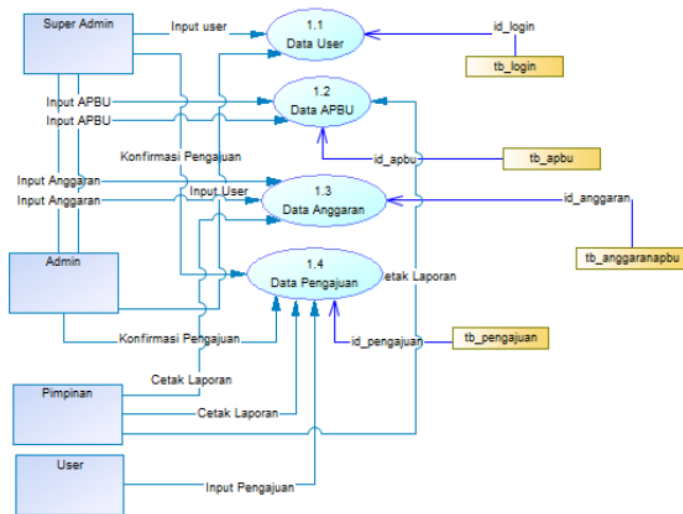 Super Admin
Input user
1.1
Data User
id_login
tb_login
1.2
Data APBU
Input APBU
Input APBU
Konfirmasi Pengajuan
id_apbu
tb_apbu
Input Anggaran
Input User
1.3
Data Anggaran
Input Anggaran
id_anggaran
tb_anggaranapbu
Admin
1.4
Data Pengajuan
etak Laporan
Konfirmasi Pengajuan
id_pengajuan
tb_pengajuan
Pimpinan
Cetak Laporan
Cetak Laporan
User
Input Pengajuan